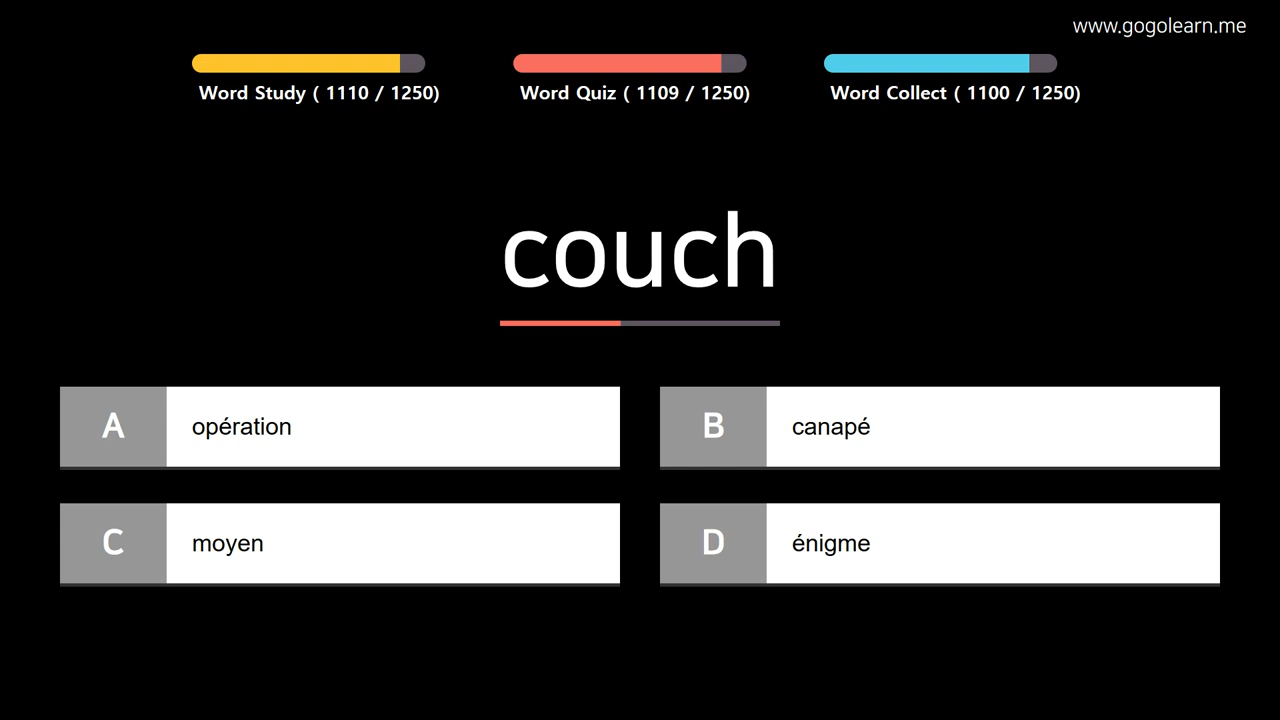 www.gogolearn.me
Word Study ( 1110 / 1250)
Word Quiz ( 1109 / 1250)
Word Collect ( 1100 / 1250)
couch
A opération
B canapé
C moyen
D énigme